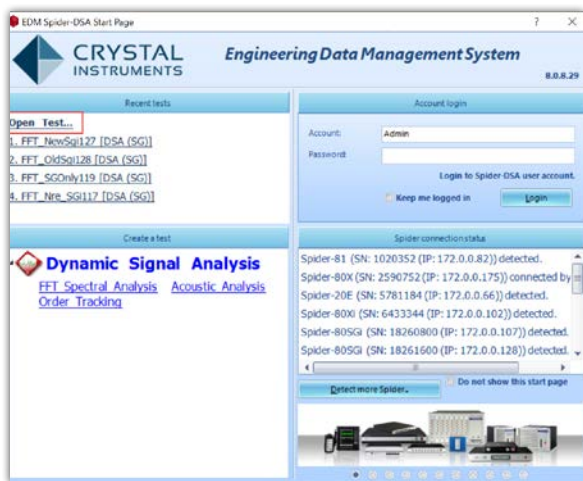 EDM Spider-DSA Start Page
CRYSTAL
INSTRUMENTS
Engineering Data Management System
8.0.8.29
Recent tests
Open Test...
1. FFT_NewSqi127 [DSA (SG)]
2. FFT_OldSqi128 [DSA (SG)]
3. FFT_SGOnly119 [DSA (SG)]
4. FFT_Nre_SGi117 [DSA (SG)]
Account login
Account: Admin
Password:
Login to Spider-DSA user account.
Keep me logged in
Login
Create a test
Dynamic Signal Analysis
FFT Spectral Analysis Acoustic Analysis
Order Tracking
Spider connection status
Spider-81 (SN: 1020352 (IP: 172.0.0.82)) detected.
Spider-80X (SN: 2590752 (IP: 172.0.0.175)) connected by
Spider-20E (SN: 5781184 (IP: 172.0.0.66)) detected.
Spider-80Xi (SN: 6433344 (IP: 172.0.0.102)) detected.
Spider-80SGi (SN: 18260800 (IP: 172.0.0.107)) detected.
Spider-80SGi (SN: 18261600 (IP: 172.0.0.128)) detected.
Detect more Spider..
Do not show this start page